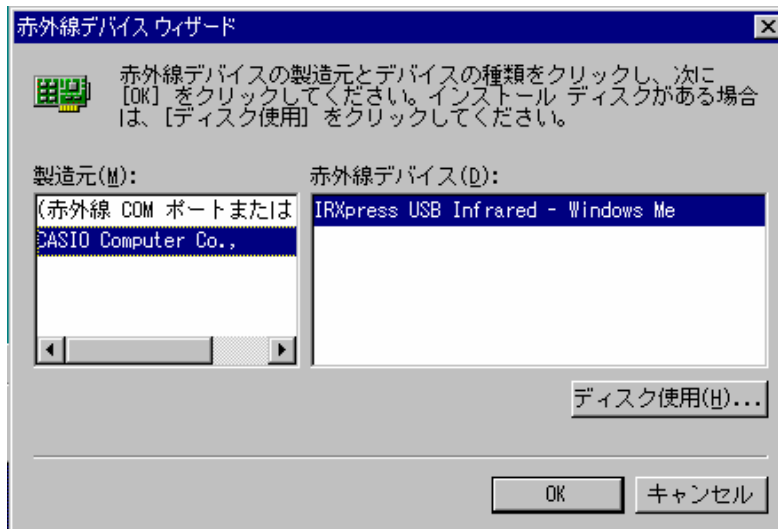 赤外線デバイス ウィザード
赤外線デバイスの製造元とデバイスの種類をクリックし、次に
[OK] をクリックしてください。インストール ディスクがある場合
は、[ディスク使用] をクリックしてください。
製造元(M):
赤外線デバイス(D):
(赤外線 COM ポートまたは
CASIO Computer Co.,
IRXpress USB Infrared - Windows Me
ディスク使用(H)...
OK
キャンセル